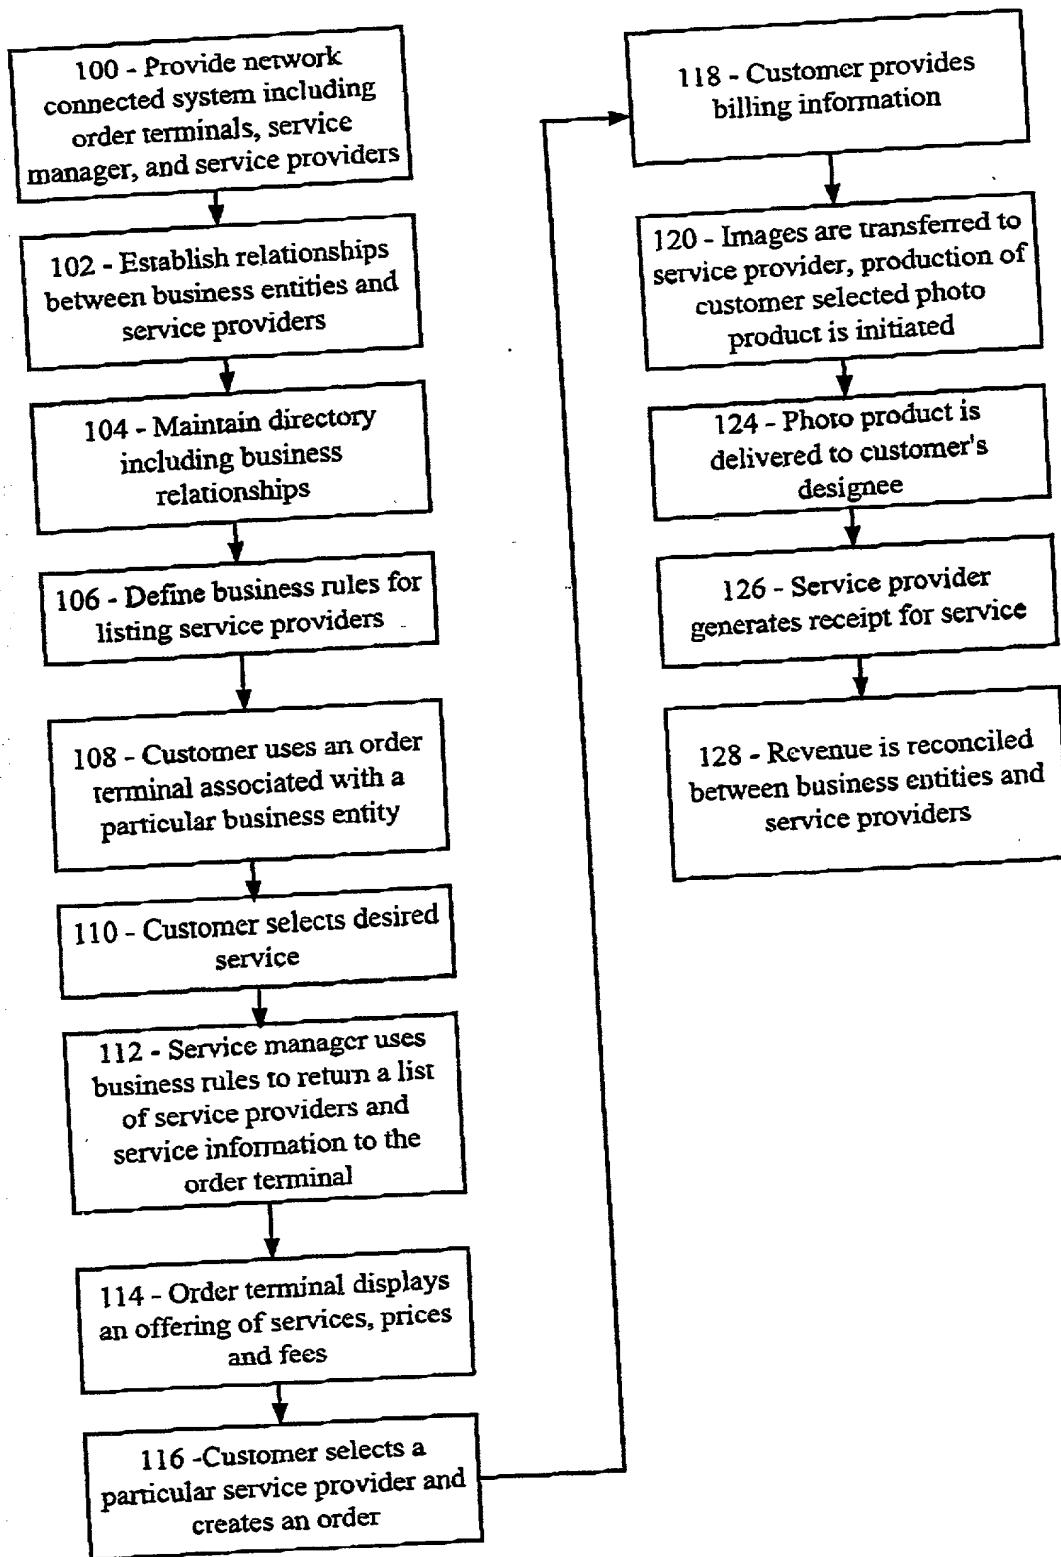 100 - Provide network
connected system including
order terminals, service
manager, and service providers
102 - Establish relationships
between business entities and
service providers
104 - Maintain directory
including business
relationships
106 - Define business rules for
listing service providers
108 - Customer uses an order
terminal associated with a
particular business entity
110 - Customer selects desired
service
112 - Service manager uses
business rules to return a list
of service providers and
service information to the
order terminal
114 - Order terminal displays
an offering of services, prices
and fees
116 -Customer selects a
particular service provider and
creates an order
118 - Customer provides
billing information
120 - Images are transferred to
service provider, production of
customer selected photo
product is initiated
124 - Photo product is
delivered to customer's
designee
126 - Service provider
generates receipt for service
128 - Revenue is reconciled
between business entities and
service providers